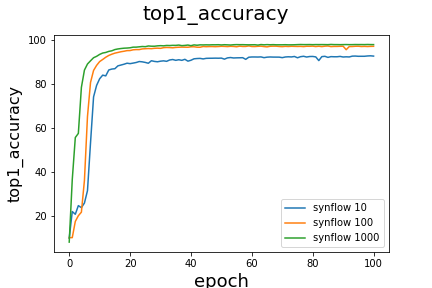 top1_accuracy
100
80
60
40
20
top1_accuracy
synflow 10
synflow 100
synflow 1000
0 20 40 60 80 100
epoch